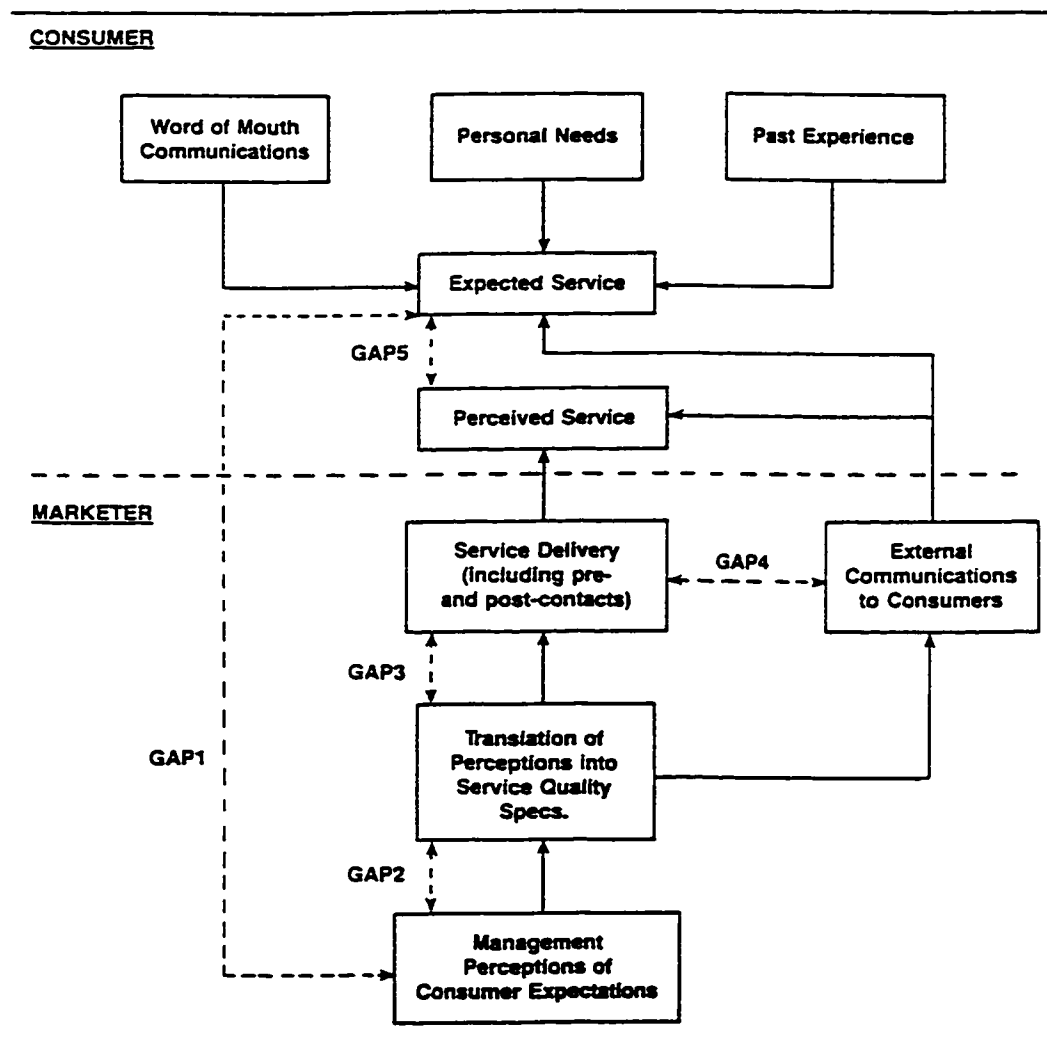 CONSUMER
Word of Mouth
Communications
Personal Needs
Past Experience
Expected Service
GAP5
Perceived Service
MARKETER
Service Delivery
(including pre-
and post-contacts)
GAP4
External
Communications
to Consumers
GAP3
GAP1
Translation of
Perceptions into
Service Quality
Specs.
GAP2
Management
Perceptions of
Consumer Expectations